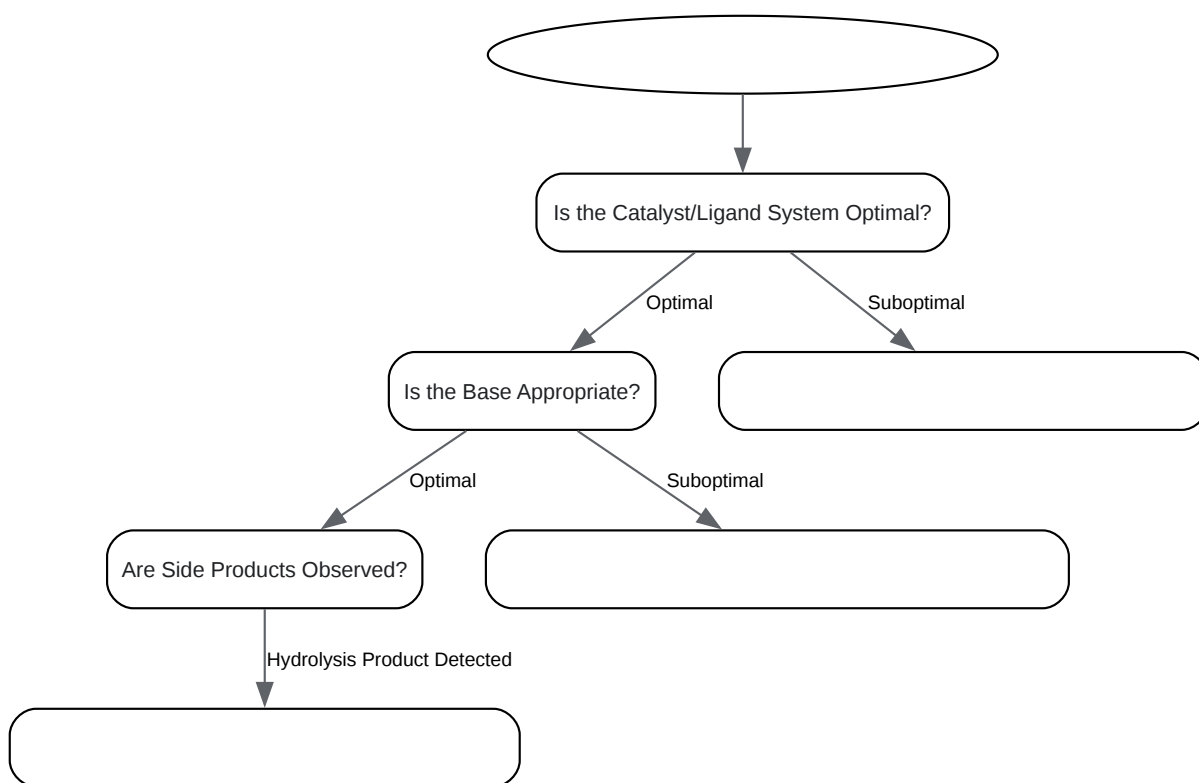 Is the Catalyst/Ligand System Optimal?
Optimal
Suboptimal
Is the Base Appropriate?
Optimal
Suboptimal
Are Side Products Observed?
Hydrolysis Product Detected